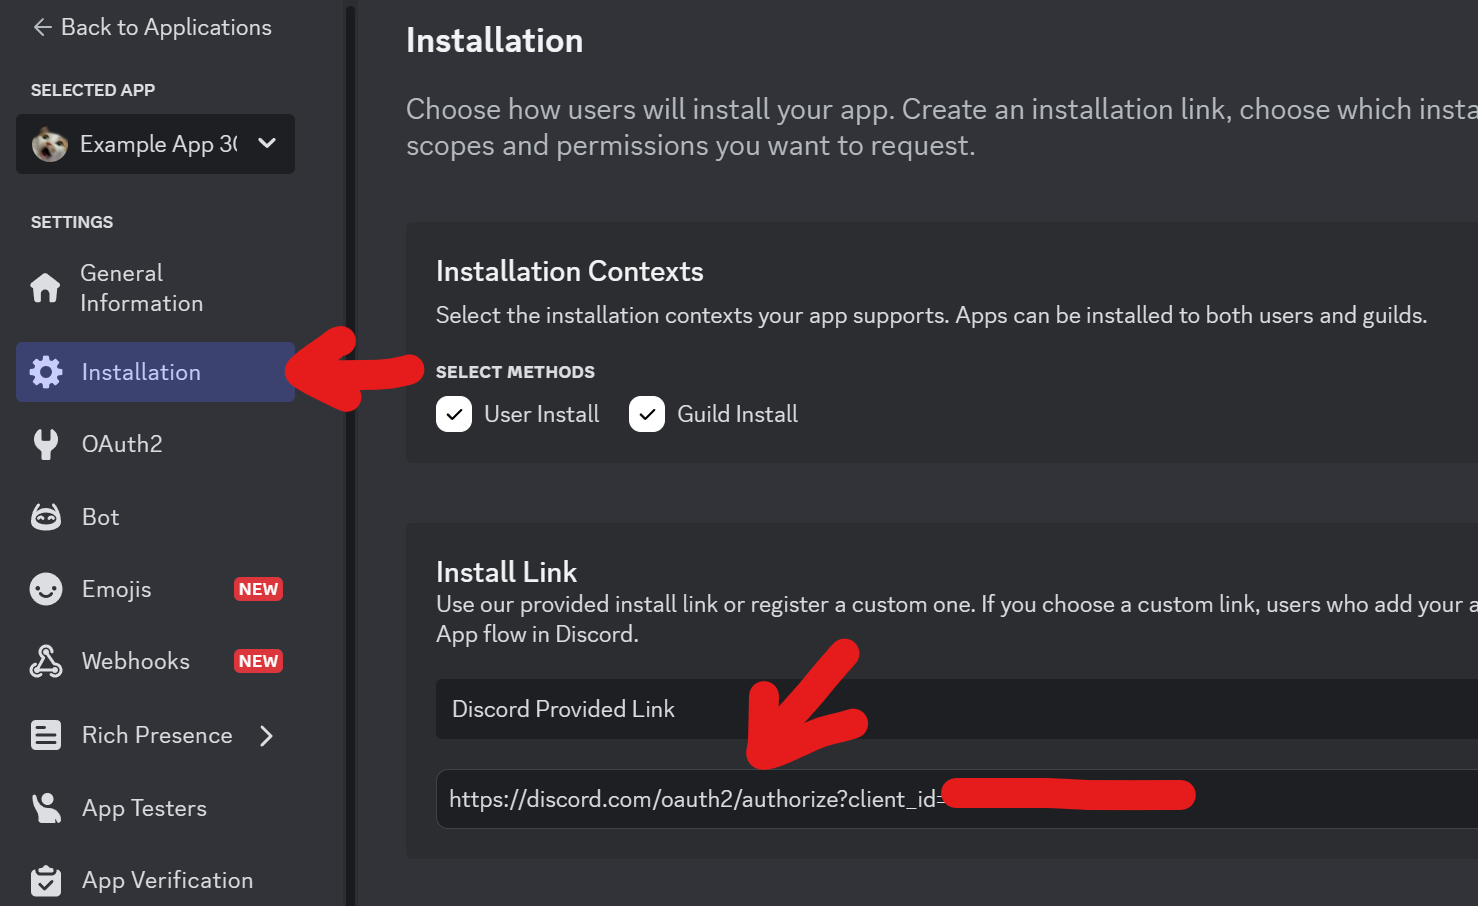 Back to Applications
SELECTED APP
Example App 30
SETTINGS
General
Information
Installation
OAuth2
Bot
Emojis NEW
Webhooks NEW
Rich Presence
App Testers
App Verification
Installation
Choose how users will install your app. Create an installation link, choose which insta
scopes and permissions you want to request.
Installation Contexts
Select the installation contexts your app supports. Apps can be installed to both users and guilds.
SELECT METHODS
User Install Guild Install
Install Link
Use our provided install link or register a custom one. If you choose a custom link, users who add your a
App flow in Discord.
Discord Provided Link
https://discord.com/oauth2/authorize?client_id=